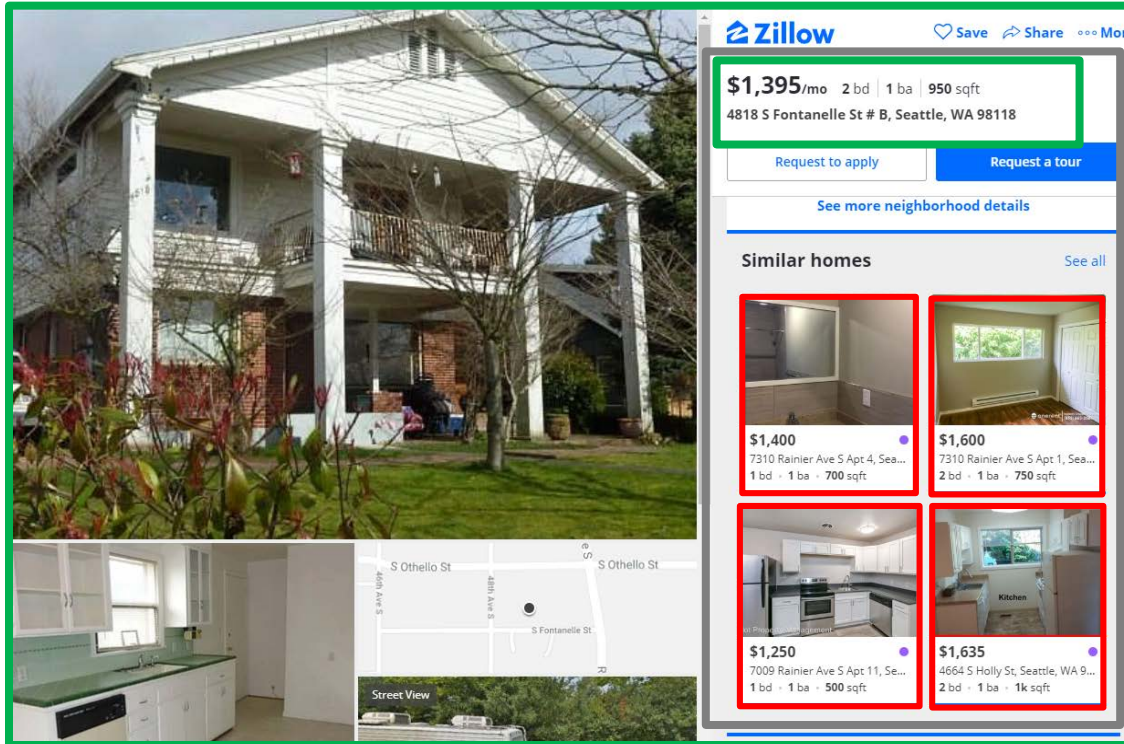 Zillow
Save Share Mor
$1,395/mo 2 bd | 1 ba | 950 sqft
4818 S Fontanelle St # B, Seattle, WA 98118
Request to apply
Request a tour
See more neighborhood details
Similar homes
See all
$1,400
7310 Rainier Ave S Apt 4, Sea...
1 bd · 1 ba · 700 sqft
$1,600
7310 Rainier Ave S Apt 1, Sea...
2 bd · 1 ba · 750 sqft
Kitchen
Property Management
$1,250
7009 Rainier Ave S Apt 11, Se...
1 bd · 1 ba · 500 sqft
$1,635
4664 S Holly St, Seattle, WA 9...
2 bd · 1 ba · 1k sqft
S Othello St
e S
S Othello St
46th Ave S
48th Ave S
S Fontanelle St
R
Street View